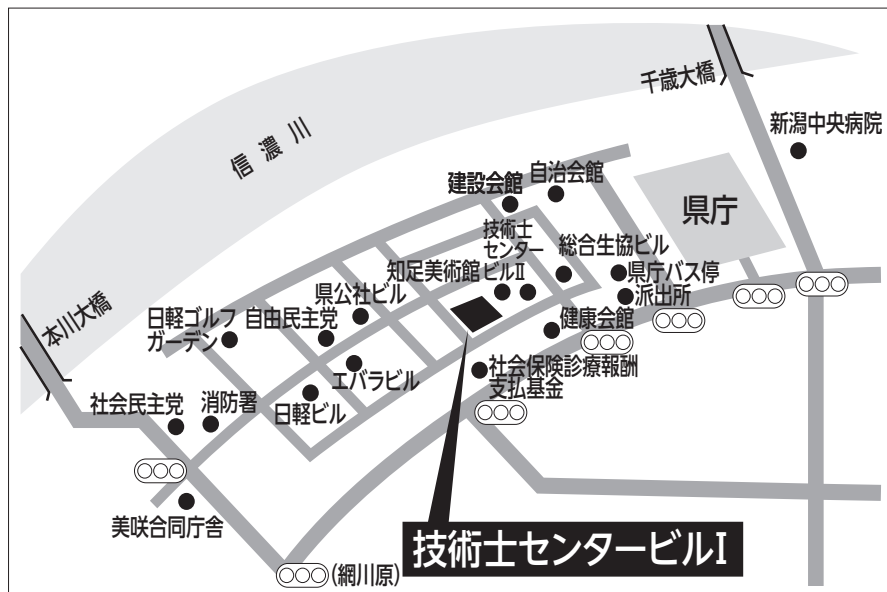 千歳大橋
新潟中央病院
信濃川
建設会館
自治会館
県庁
技術士
センター
ビルⅡ
総合生協ビル
知足美術館
県庁バス停
派出所
県公社ビル
本川大橋
日軽ゴルフ
ガーデン
自由民主党
健康会館
エバラビル
社会保険診療報酬
支払基金
日軽ビル
社会民主党
消防署
美咲合同庁舎
技術士センタービルⅠ
(網川原)